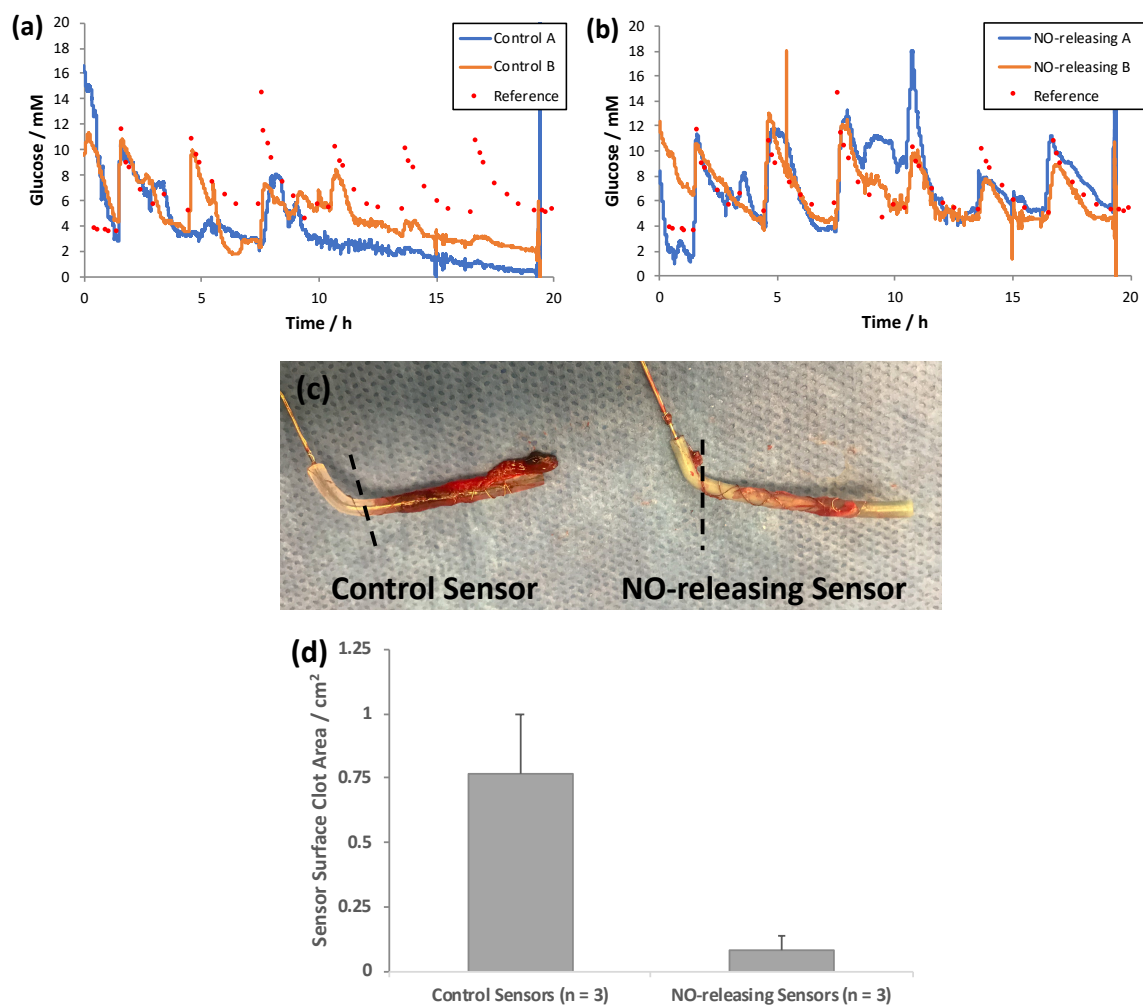 (a)
Glucose / mM
20
18
16
14
12
10
8
6
4
2
0
0
5
10
15
20
Time / h
Control A
Control B
Reference
(b)
Glucose / mM
20
18
16
14
12
10
8
6
4
2
0
0
5
10
15
20
Time / h
NO-releasing A
NO-releasing B
Reference
(c)
Control Sensor
NO-releasing Sensor
(d)
Sensor Surface Clot Area / cm²
1.25
1
0.75
0.5
0.25
0
Control Sensors (n = 3)
NO-releasing Sensors (n = 3)